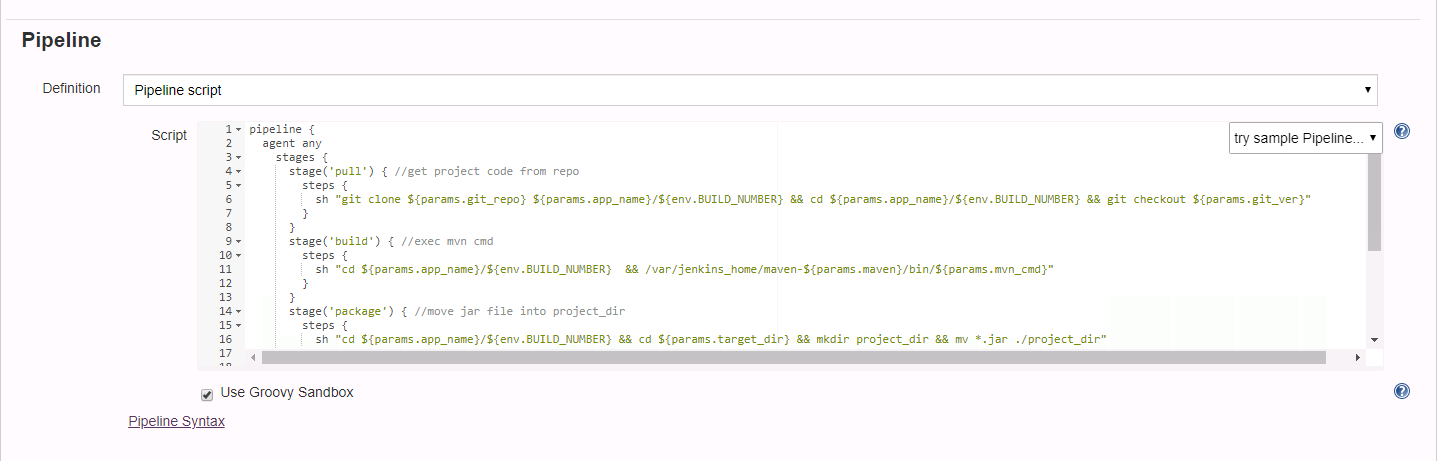 Pipeline
Definition
Pipeline script
Script
try sample Pipeline...
1 pipeline {
2 agent any
3 stages {
4 stage('pull') { //get project code from repo
5 steps {
6 sh "git clone ${params.git_repo} ${params.app_name}/${env.BUILD_NUMBER} && cd ${params.app_name}/${env.BUILD_NUMBER} && git checkout ${params.git_ver}"
7 }
8 }
9 stage('build') { //exec mvn cmd
10 steps {
11 sh "cd ${params.app_name}/${env.BUILD_NUMBER}  && /var/jenkins_home/maven-${params.maven}/bin/${params.mvn_cmd}"
12 }
13 }
14 stage('package') { //move jar file into project_dir
15 steps {
16 sh "cd ${params.app_name}/${env.BUILD_NUMBER} && cd ${params.target_dir} && mkdir project_dir && mv *.jar ./project_dir"
17
18
Use Groovy Sandbox
Pipeline Syntax